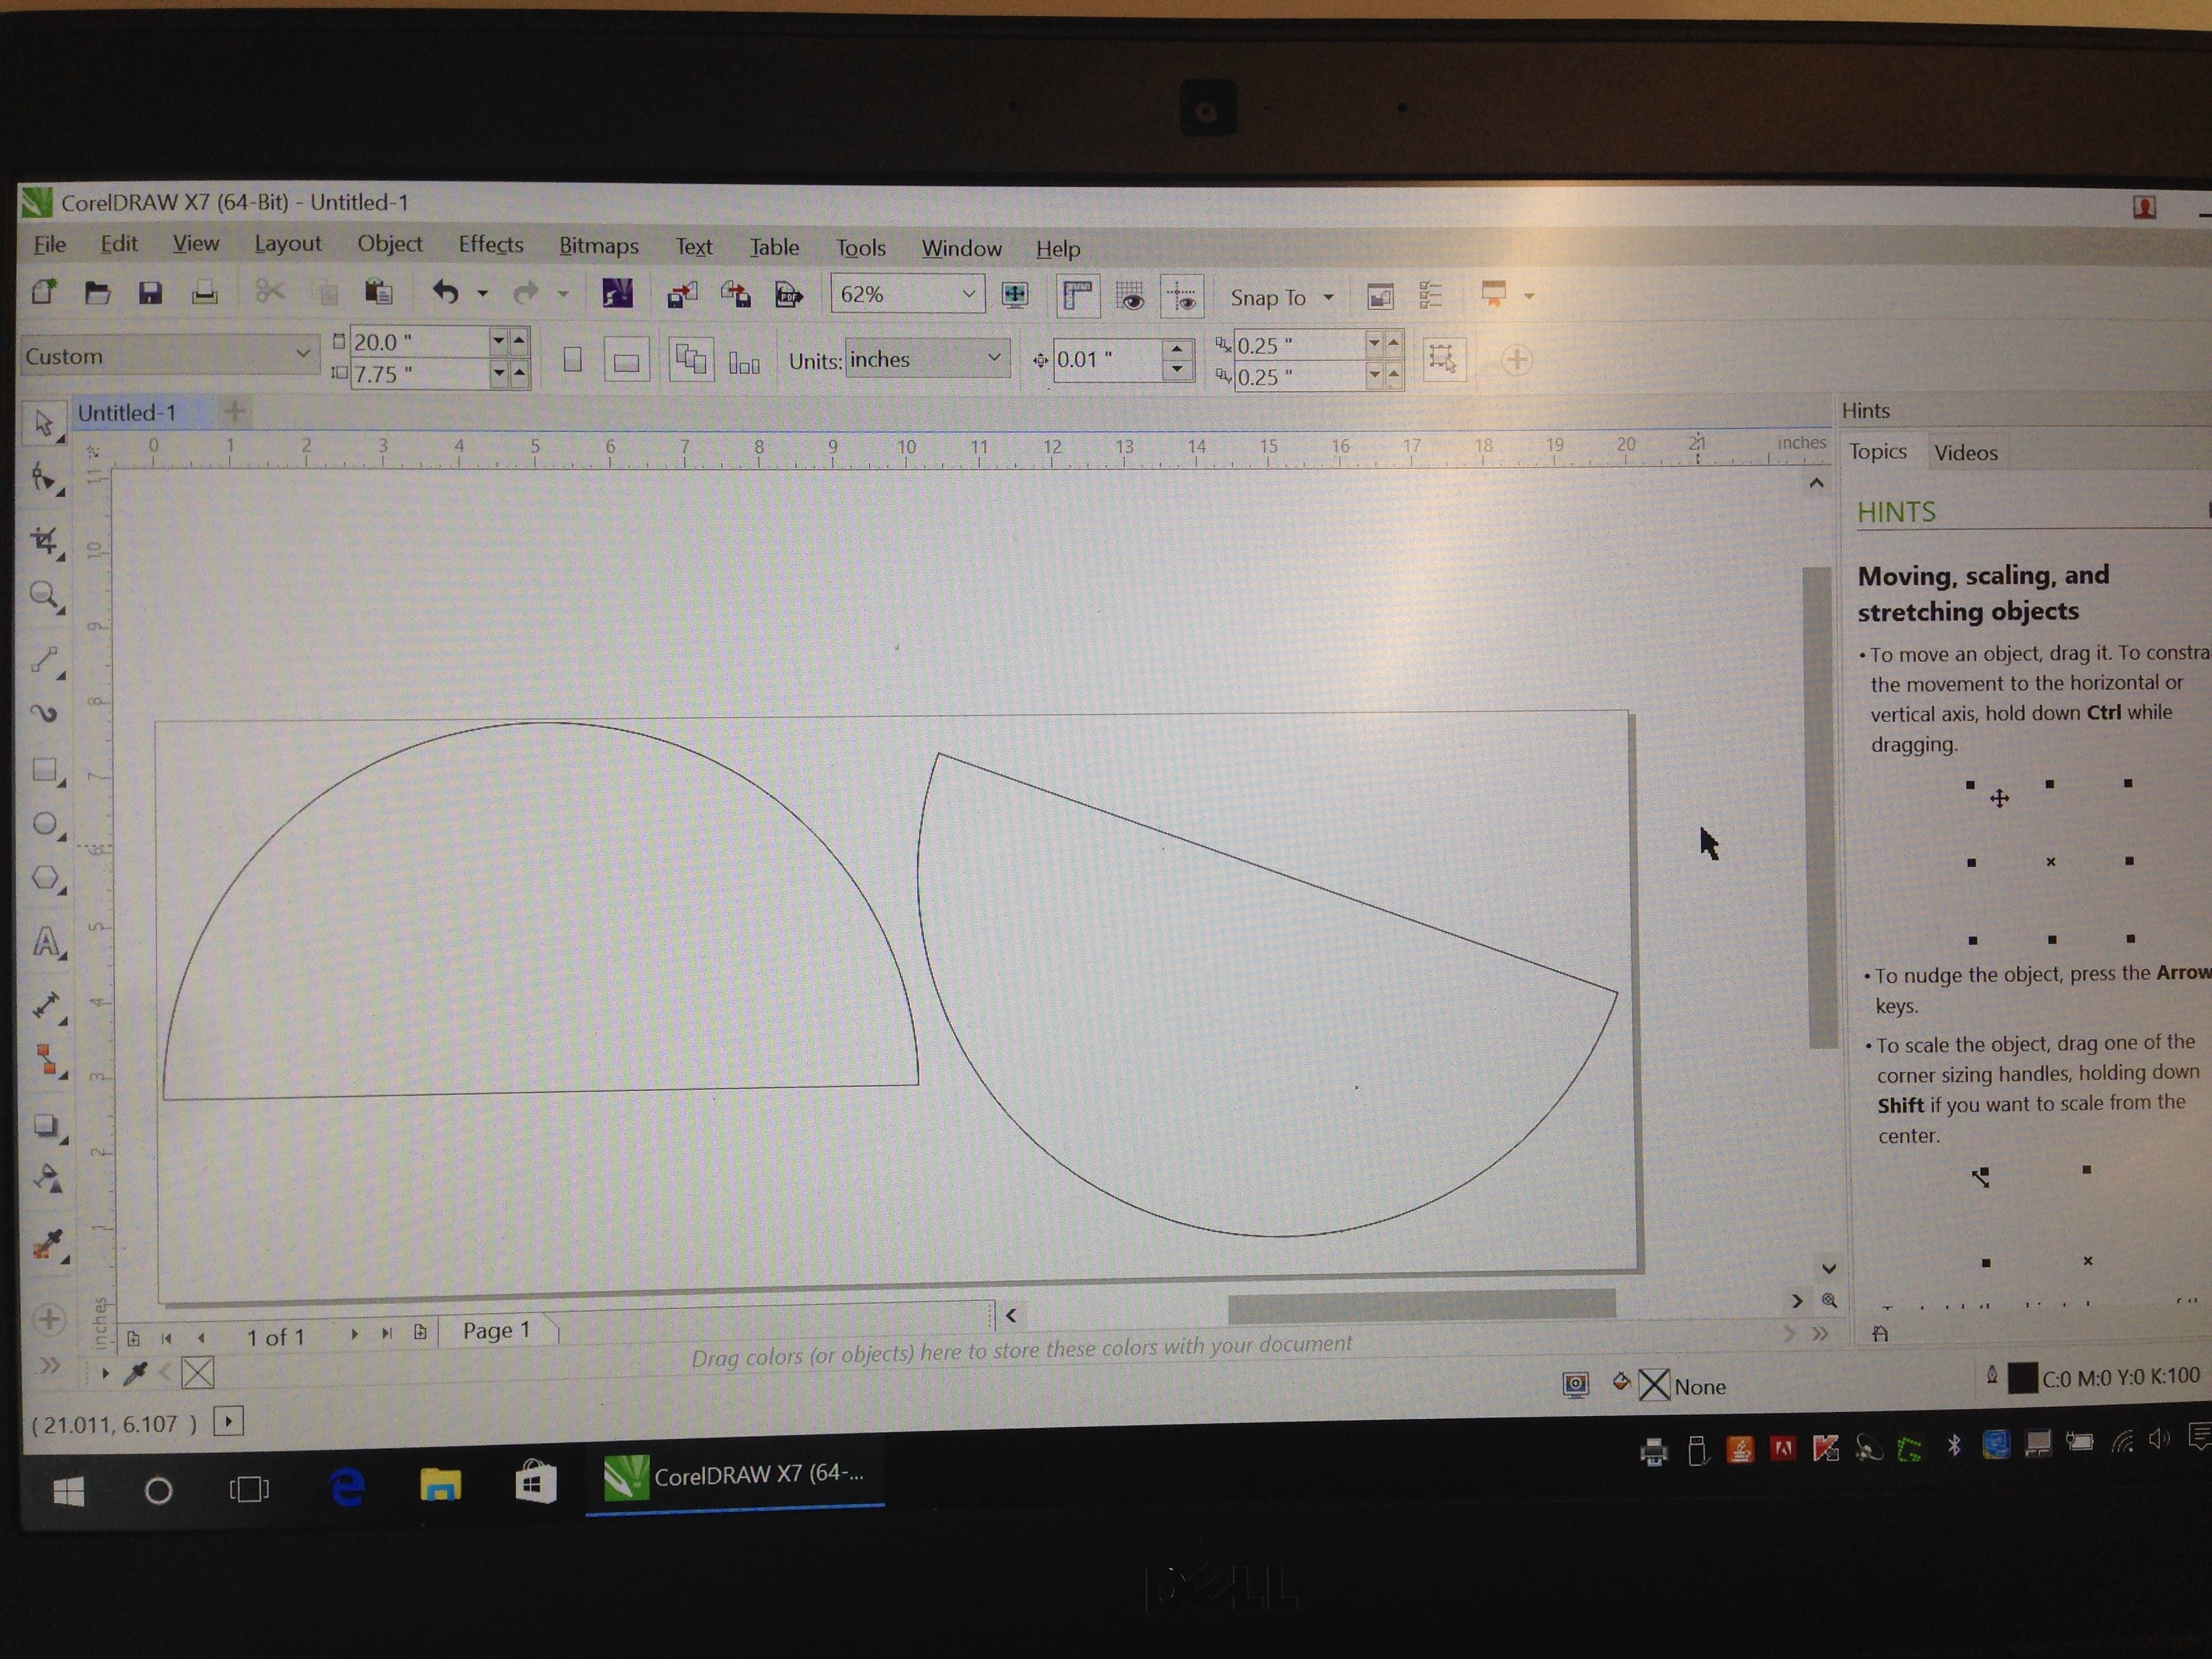 CorelDRAW X7 (64-Bit) - Untitled-1
File Edit View Layout Object Effects Bitmaps Text Table Tools Window Help
62% Snap To
Custom 20.0 " Units: inches 0.01 " 0.25 "
7.75 " 0.25 "
Untitled-1
Hints
0 1 2 3 4 5 6 7 8 9 10 11 12 13 14 15 16 17 18 19 20 21 inches
Topics Videos
11
10
9
8
7
6
5
4
3
2
1
inches
HINTS
Moving, scaling, and
stretching objects
• To move an object, drag it. To constra
the movement to the horizontal or
vertical axis, hold down Ctrl while
dragging.
• To nudge the object, press the Arrow
keys.
• To scale the object, drag one of the
corner sizing handles, holding down
Shift if you want to scale from the
center.
1 of 1 Page 1
Drag colors (or objects) here to store these colors with your document
None C:0 M:0 Y:0 K:100
( 21.011, 6.107 )
CorelDRAW X7 (64-...
DELL